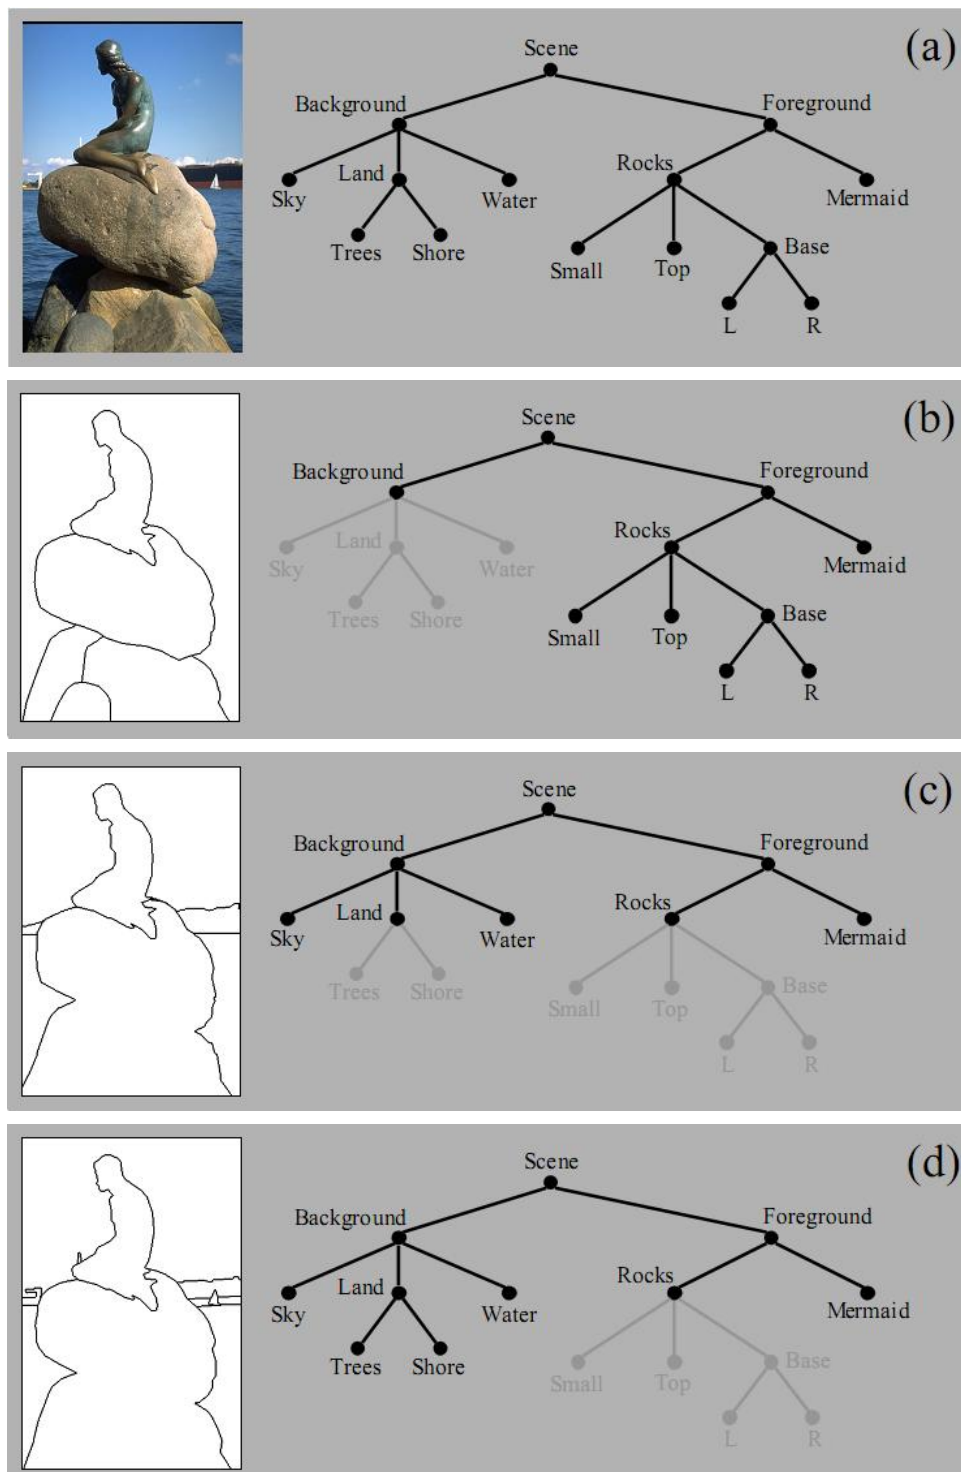 (a)
Scene
Background
Foreground
Sky
Land
Water
Rocks
Mermaid
Trees
Shore
Small
Top
Base
L
R
(b)
Scene
Background
Foreground
Sky
Land
Water
Rocks
Mermaid
Trees
Shore
Small
Top
Base
L
R
(c)
Scene
Background
Foreground
Sky
Land
Water
Rocks
Mermaid
Trees
Shore
Small
Top
Base
L
R
(d)
Scene
Background
Foreground
Sky
Land
Water
Rocks
Mermaid
Trees
Shore
Small
Top
Base
L
R